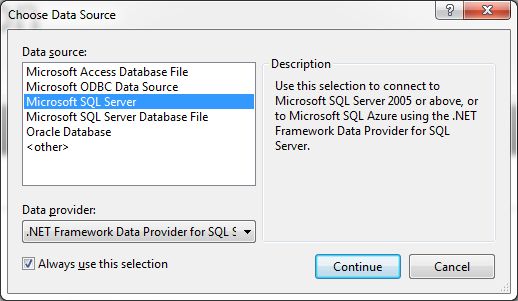 Choose Data Source
Data source:
Microsoft Access Database File
Microsoft ODBC Data Source
Microsoft SQL Server
Microsoft SQL Server Database File
Oracle Database
<other>
Description
Use this selection to connect to
Microsoft SQL Server 2005 or above, or
to Microsoft SQL Azure using the .NET
Framework Data Provider for SQL
Server.
Data provider:
.NET Framework Data Provider for SQL S
Always use this selection
Continue
Cancel